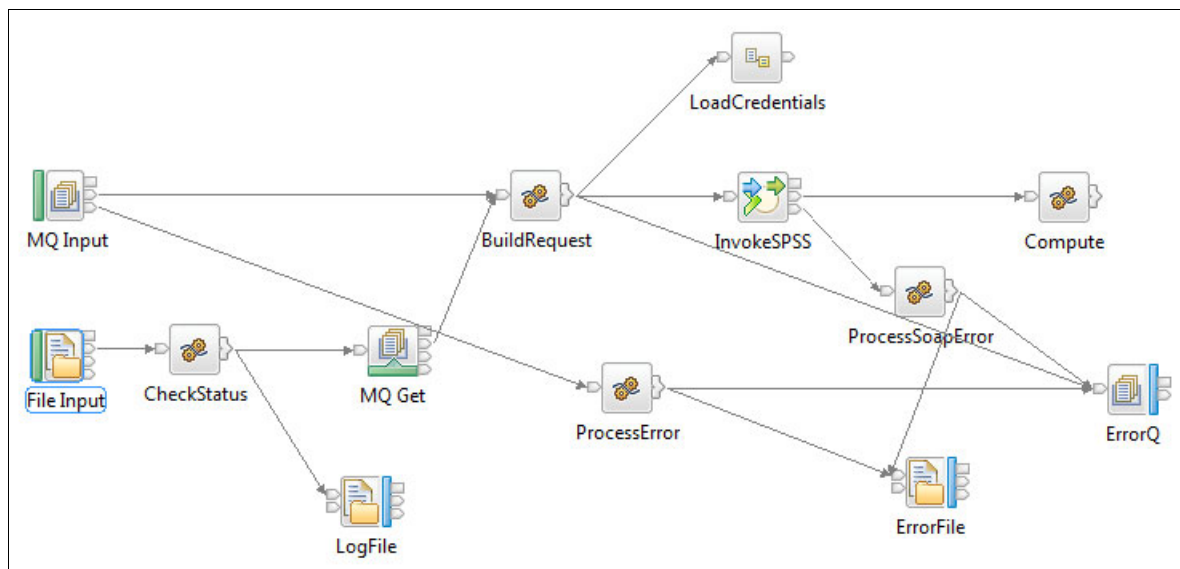 LoadCredentials
MQ Input
BuildRequest
InvokeSPSS
Compute
ProcessSoapError
File Input
CheckStatus
MQ Get
ProcessError
ErrorQ
ErrorFile
LogFile